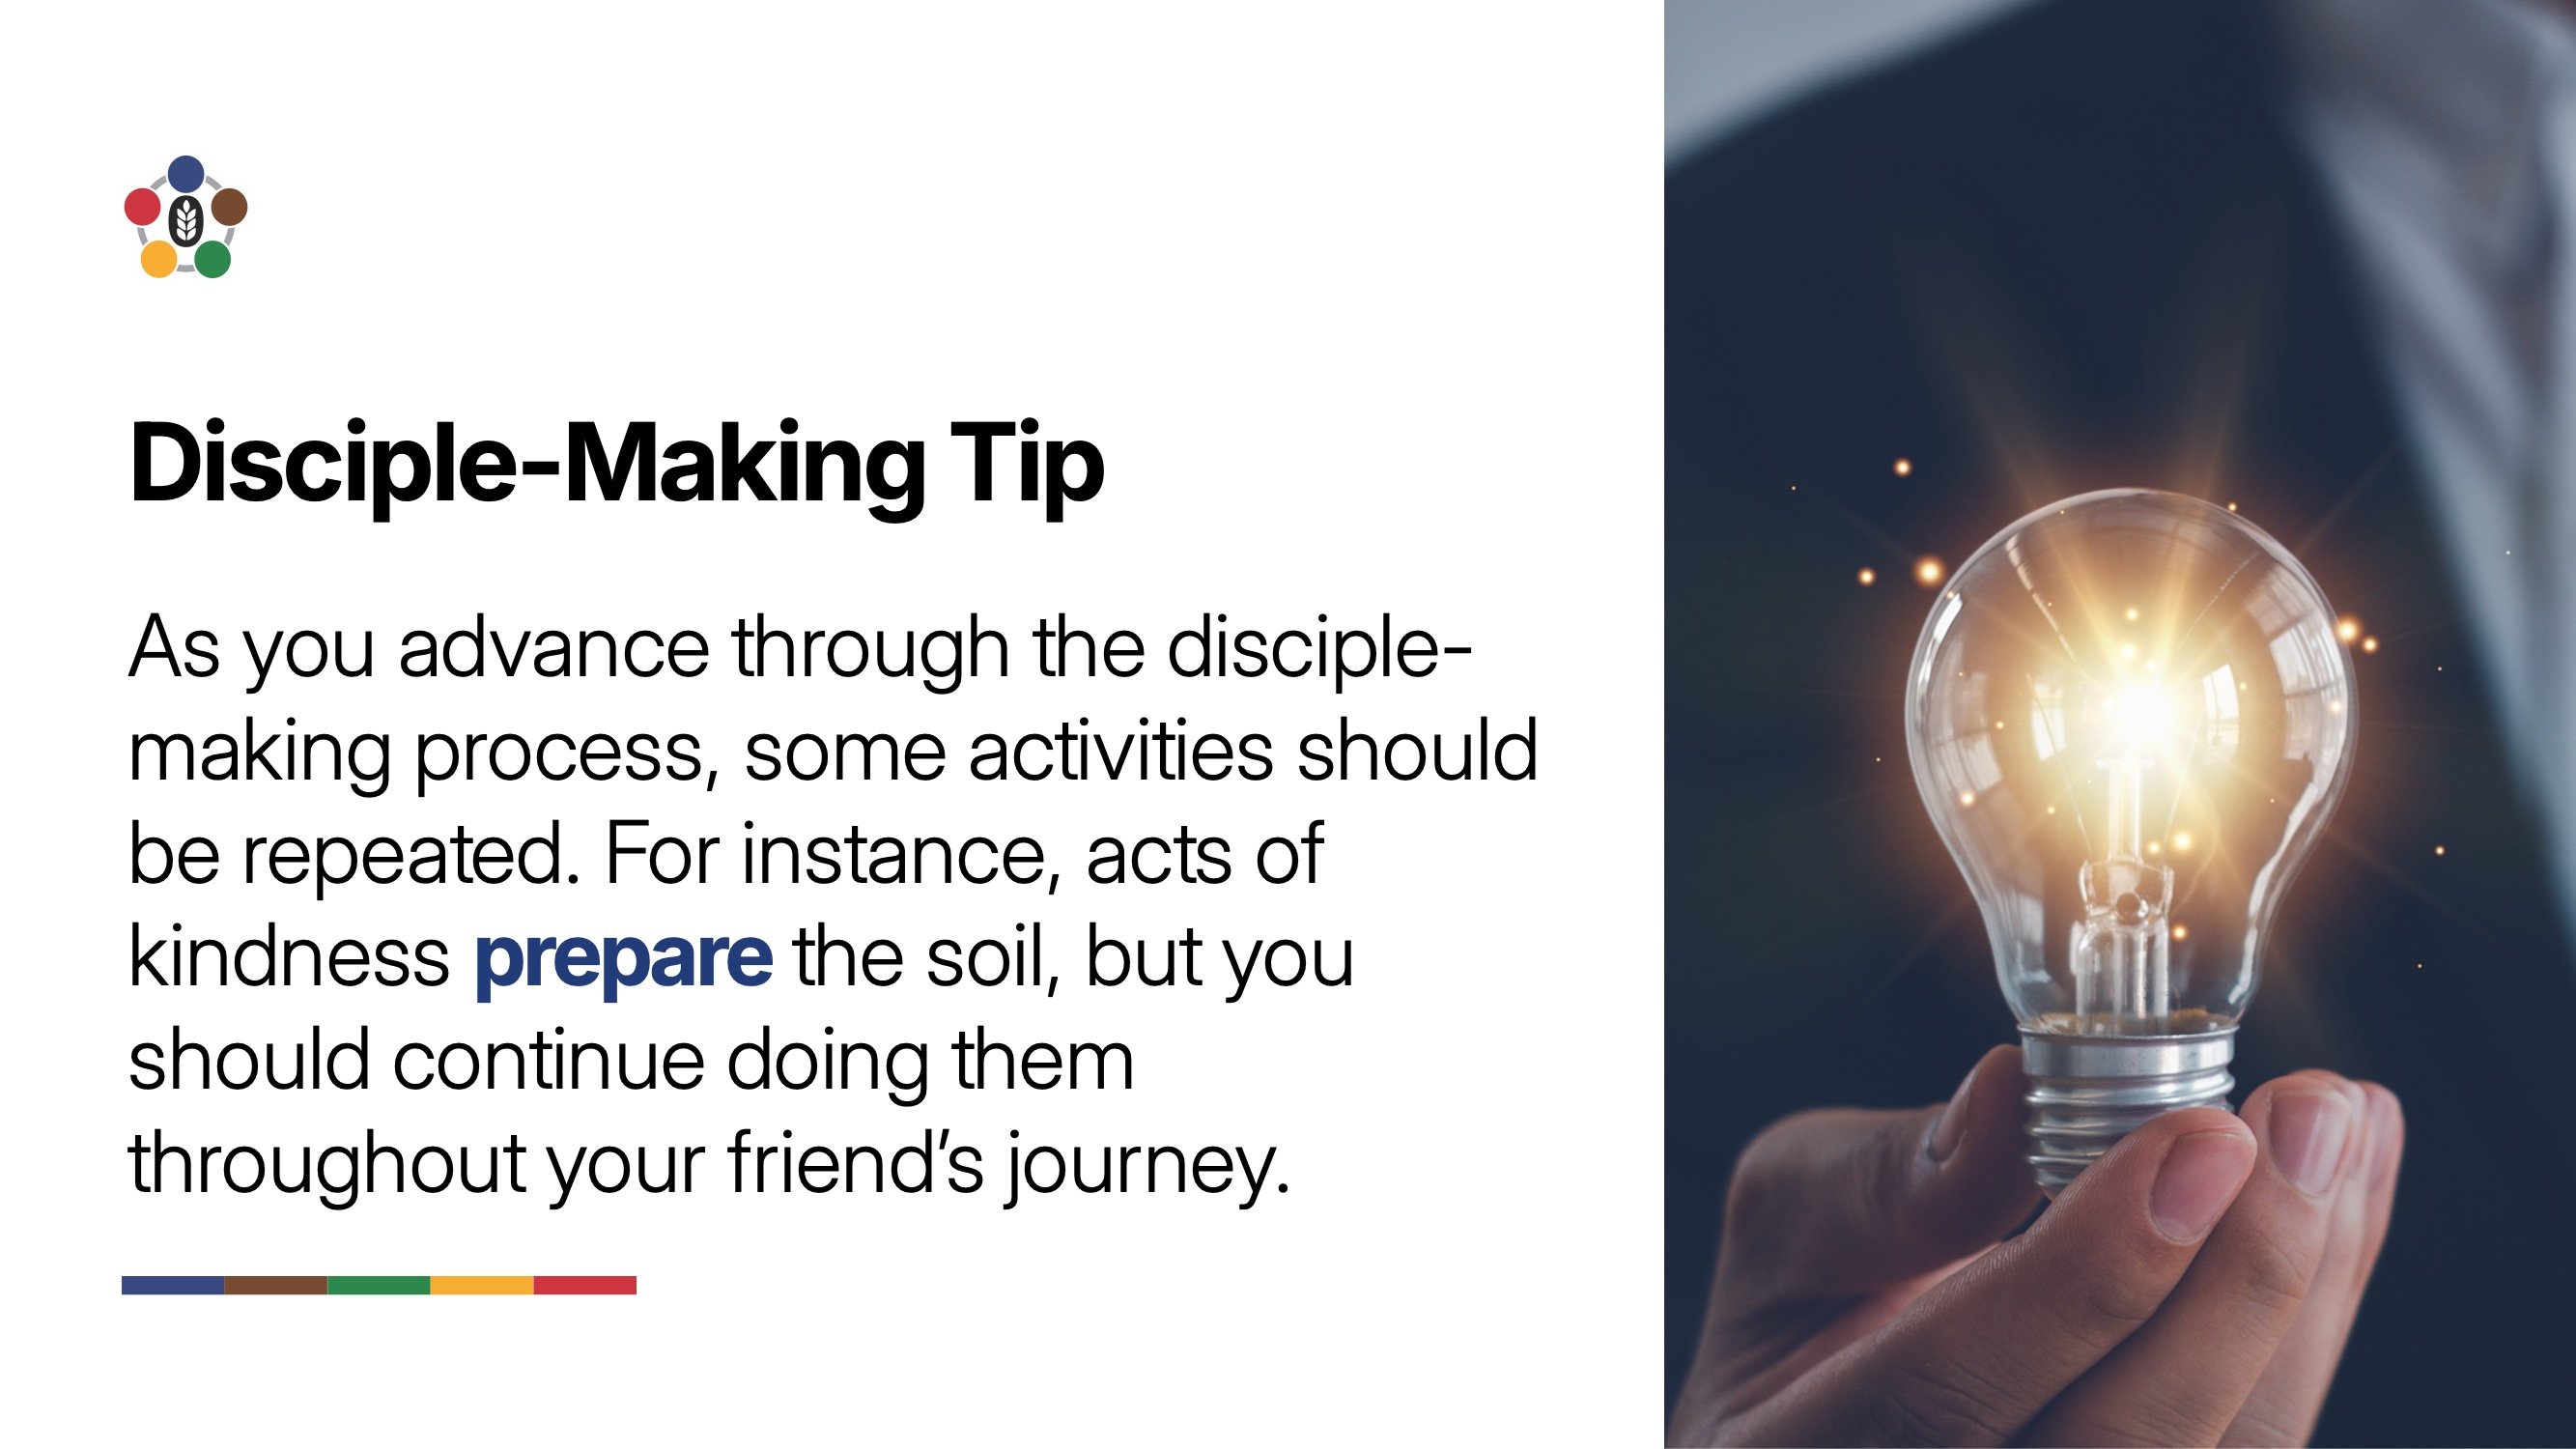 Disciple-Making Tip
As you advance through the disciple-
making process, some activities should
be repeated. For instance, acts of
kindness prepare the soil, but you
should continue doing them
throughout your friend’s journey.